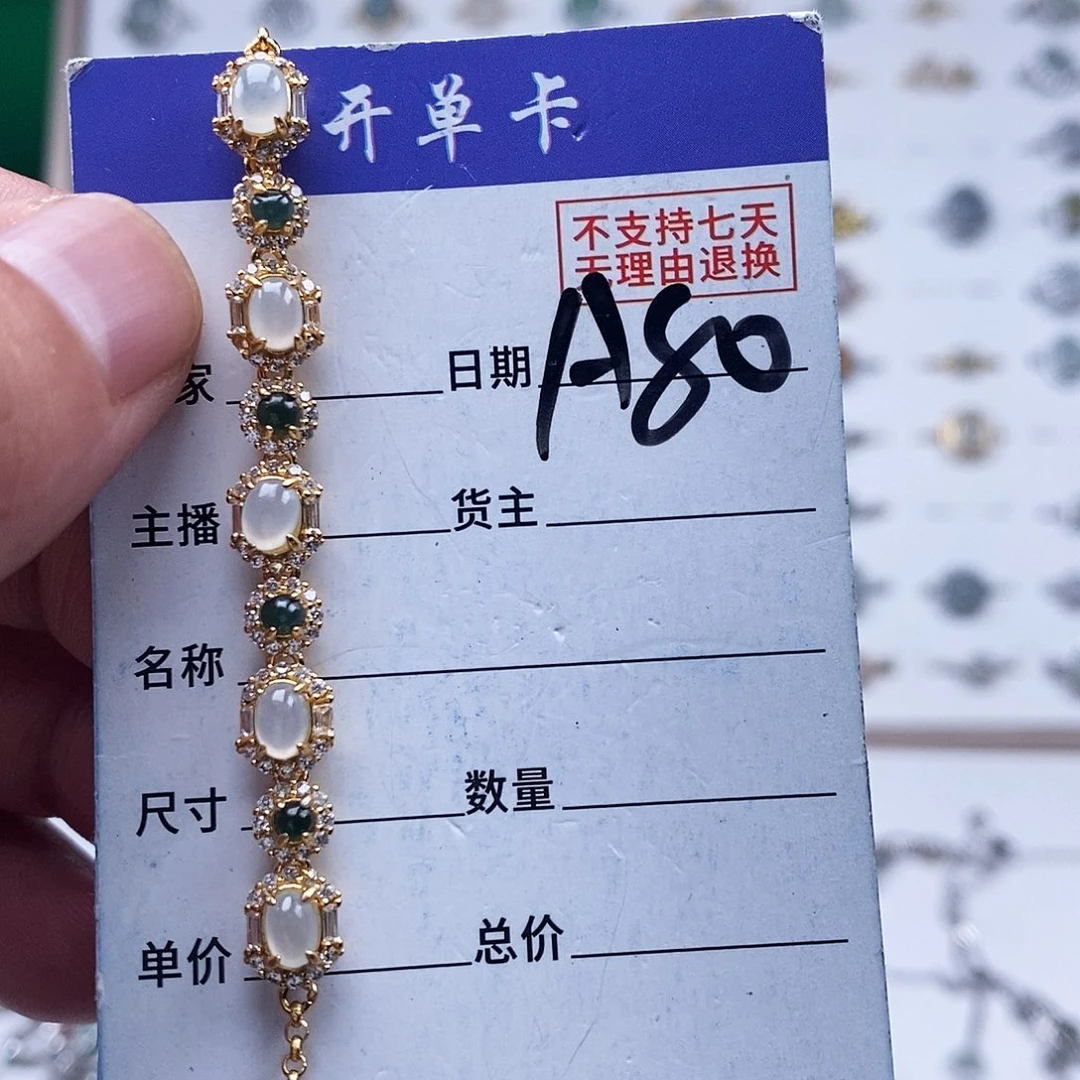 开单卡
不支持七天
无理由退换
家 日期 A80
主播 货主
名称
尺寸 数量
单价 总价